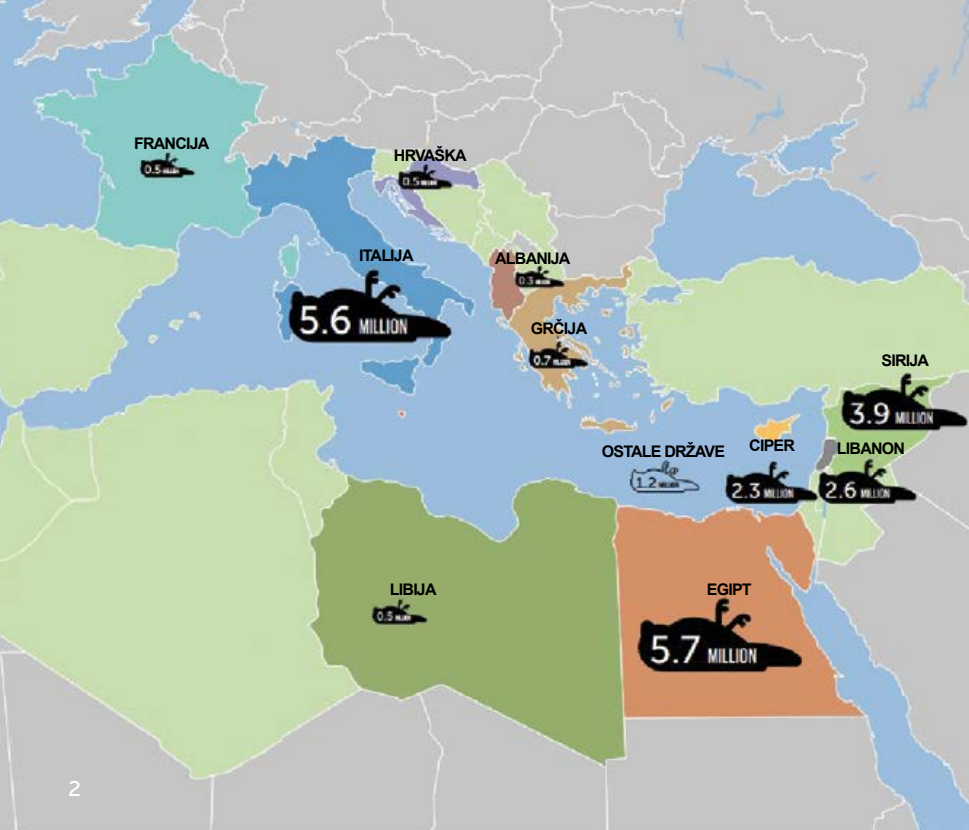 FRANCIJA
0.5 MILLION
HRVAŠKA
0.5 MILLION
ITALIJA
5.6 MILLION
ALBANIJA
0.3 MILLION
GRČIJA
0.7 MILLION
SIRIJA
3.9 MILLION
OSTALE DRŽAVE
1.2 MILLION
CIPER
2.3 MILLION
LIBANON
2.6 MILLION
LIBIJA
0.5 MILLION
EGIPT
5.7 MILLION
2